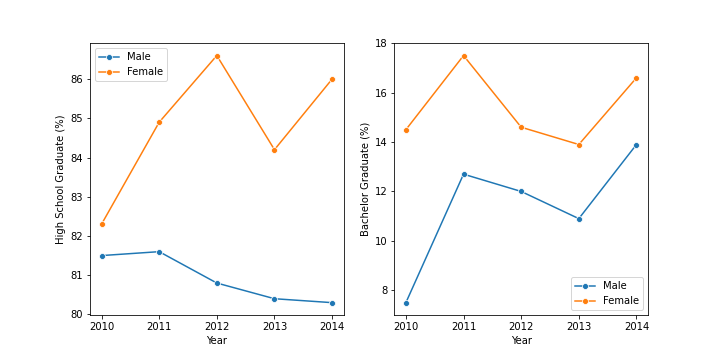 Male
Female
High School Graduate (%)
86
85
84
83
82
81
80
2010 2011 2012 2013 2014
Year
Bachelor Graduate (%)
18
16
14
12
10
8
Male
Female
2010 2011 2012 2013 2014
Year